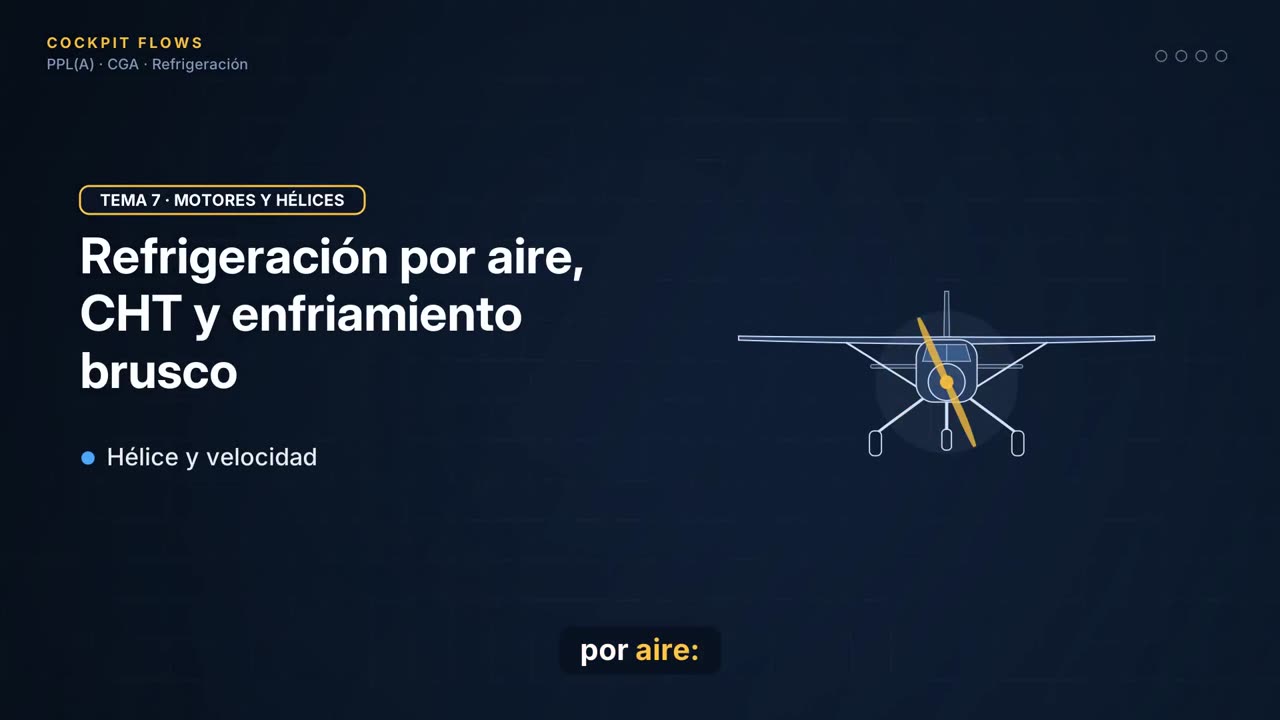 COCKPIT FLOWS
PPL(A) · CGA · Refrigeración
TEMA 7 · MOTORES Y HÉLICES
Refrigeración por aire,
CHT y enfriamiento
brusco
Hélice y velocidad
por aire: